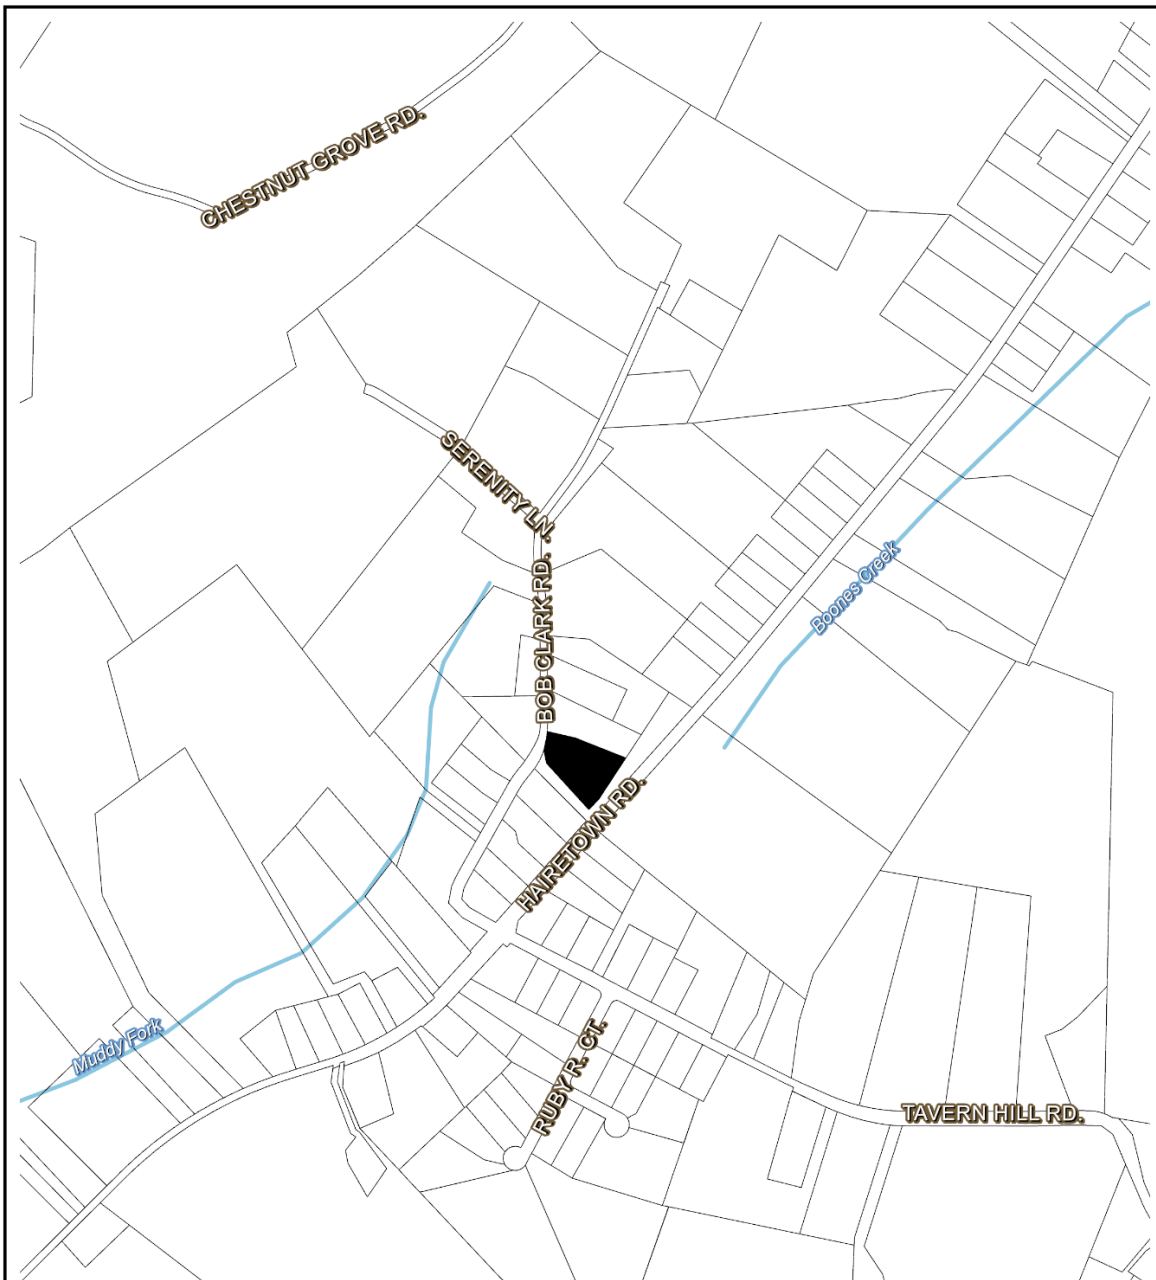 CHESTNUT GROVE RD.
SERENITY LN.
BOB CLARK RD.
Boones Creek
HAIRETOWN RD.
Muddy Fork
RUBY R. CT.
TAVERN HILL RD.